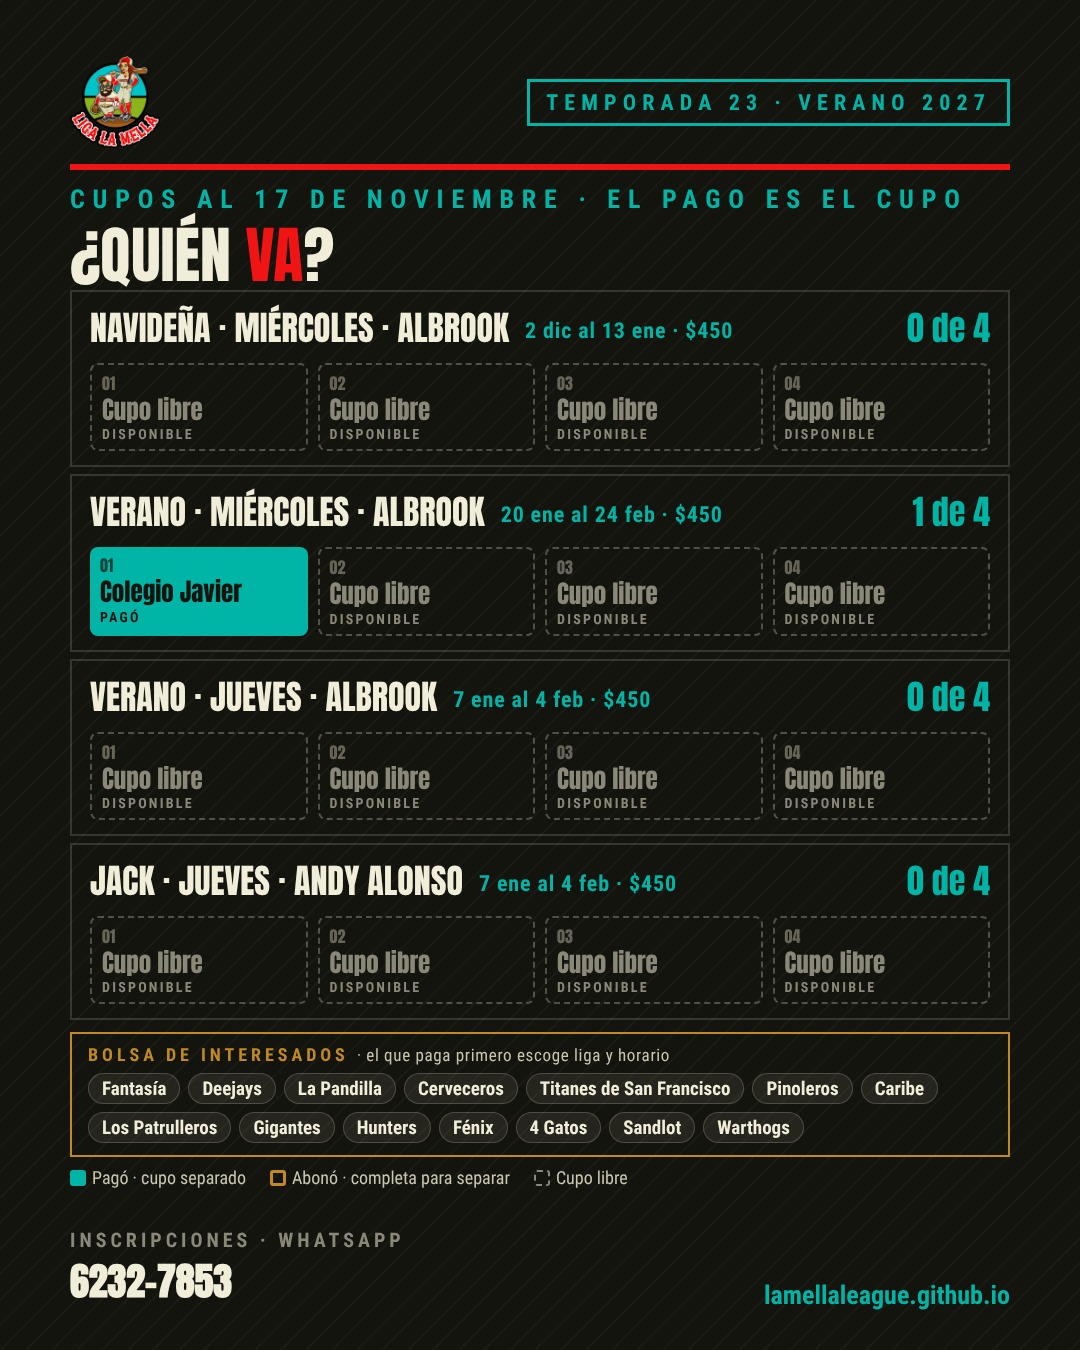 LIGA LA MELLA
TEMPORADA 23 · VERANO 2027
CUPOS AL 17 DE NOVIEMBRE · EL PAGO ES EL CUPO
¿QUIÉN VA?
NAVIDEÑA · MIÉRCOLES · ALBROOK 2 dic al 13 ene · $450 0 de 4
01 02 03 04
Cupo libre Cupo libre Cupo libre Cupo libre
DISPONIBLE DISPONIBLE DISPONIBLE DISPONIBLE
VERANO · MIÉRCOLES · ALBROOK 20 ene al 24 feb · $450 1 de 4
01 02 03 04
Colegio Javier Cupo libre Cupo libre Cupo libre
PAGÓ DISPONIBLE DISPONIBLE DISPONIBLE
VERANO · JUEVES · ALBROOK 7 ene al 4 feb · $450 0 de 4
01 02 03 04
Cupo libre Cupo libre Cupo libre Cupo libre
DISPONIBLE DISPONIBLE DISPONIBLE DISPONIBLE
JACK · JUEVES · ANDY ALONSO 7 ene al 4 feb · $450 0 de 4
01 02 03 04
Cupo libre Cupo libre Cupo libre Cupo libre
DISPONIBLE DISPONIBLE DISPONIBLE DISPONIBLE
BOLSA DE INTERESADOS · el que paga primero escoge liga y horario
Fantasía Deejays La Pandilla Cerveceros Titanes de San Francisco Pinoleros Caribe
Los Patrulleros Gigantes Hunters Fénix 4 Gatos Sandlot Warthogs
Pagó · cupo separado Abonó · completa para separar Cupo libre
INSCRIPCIONES · WHATSAPP
6232-7853
lamellaleague.github.io